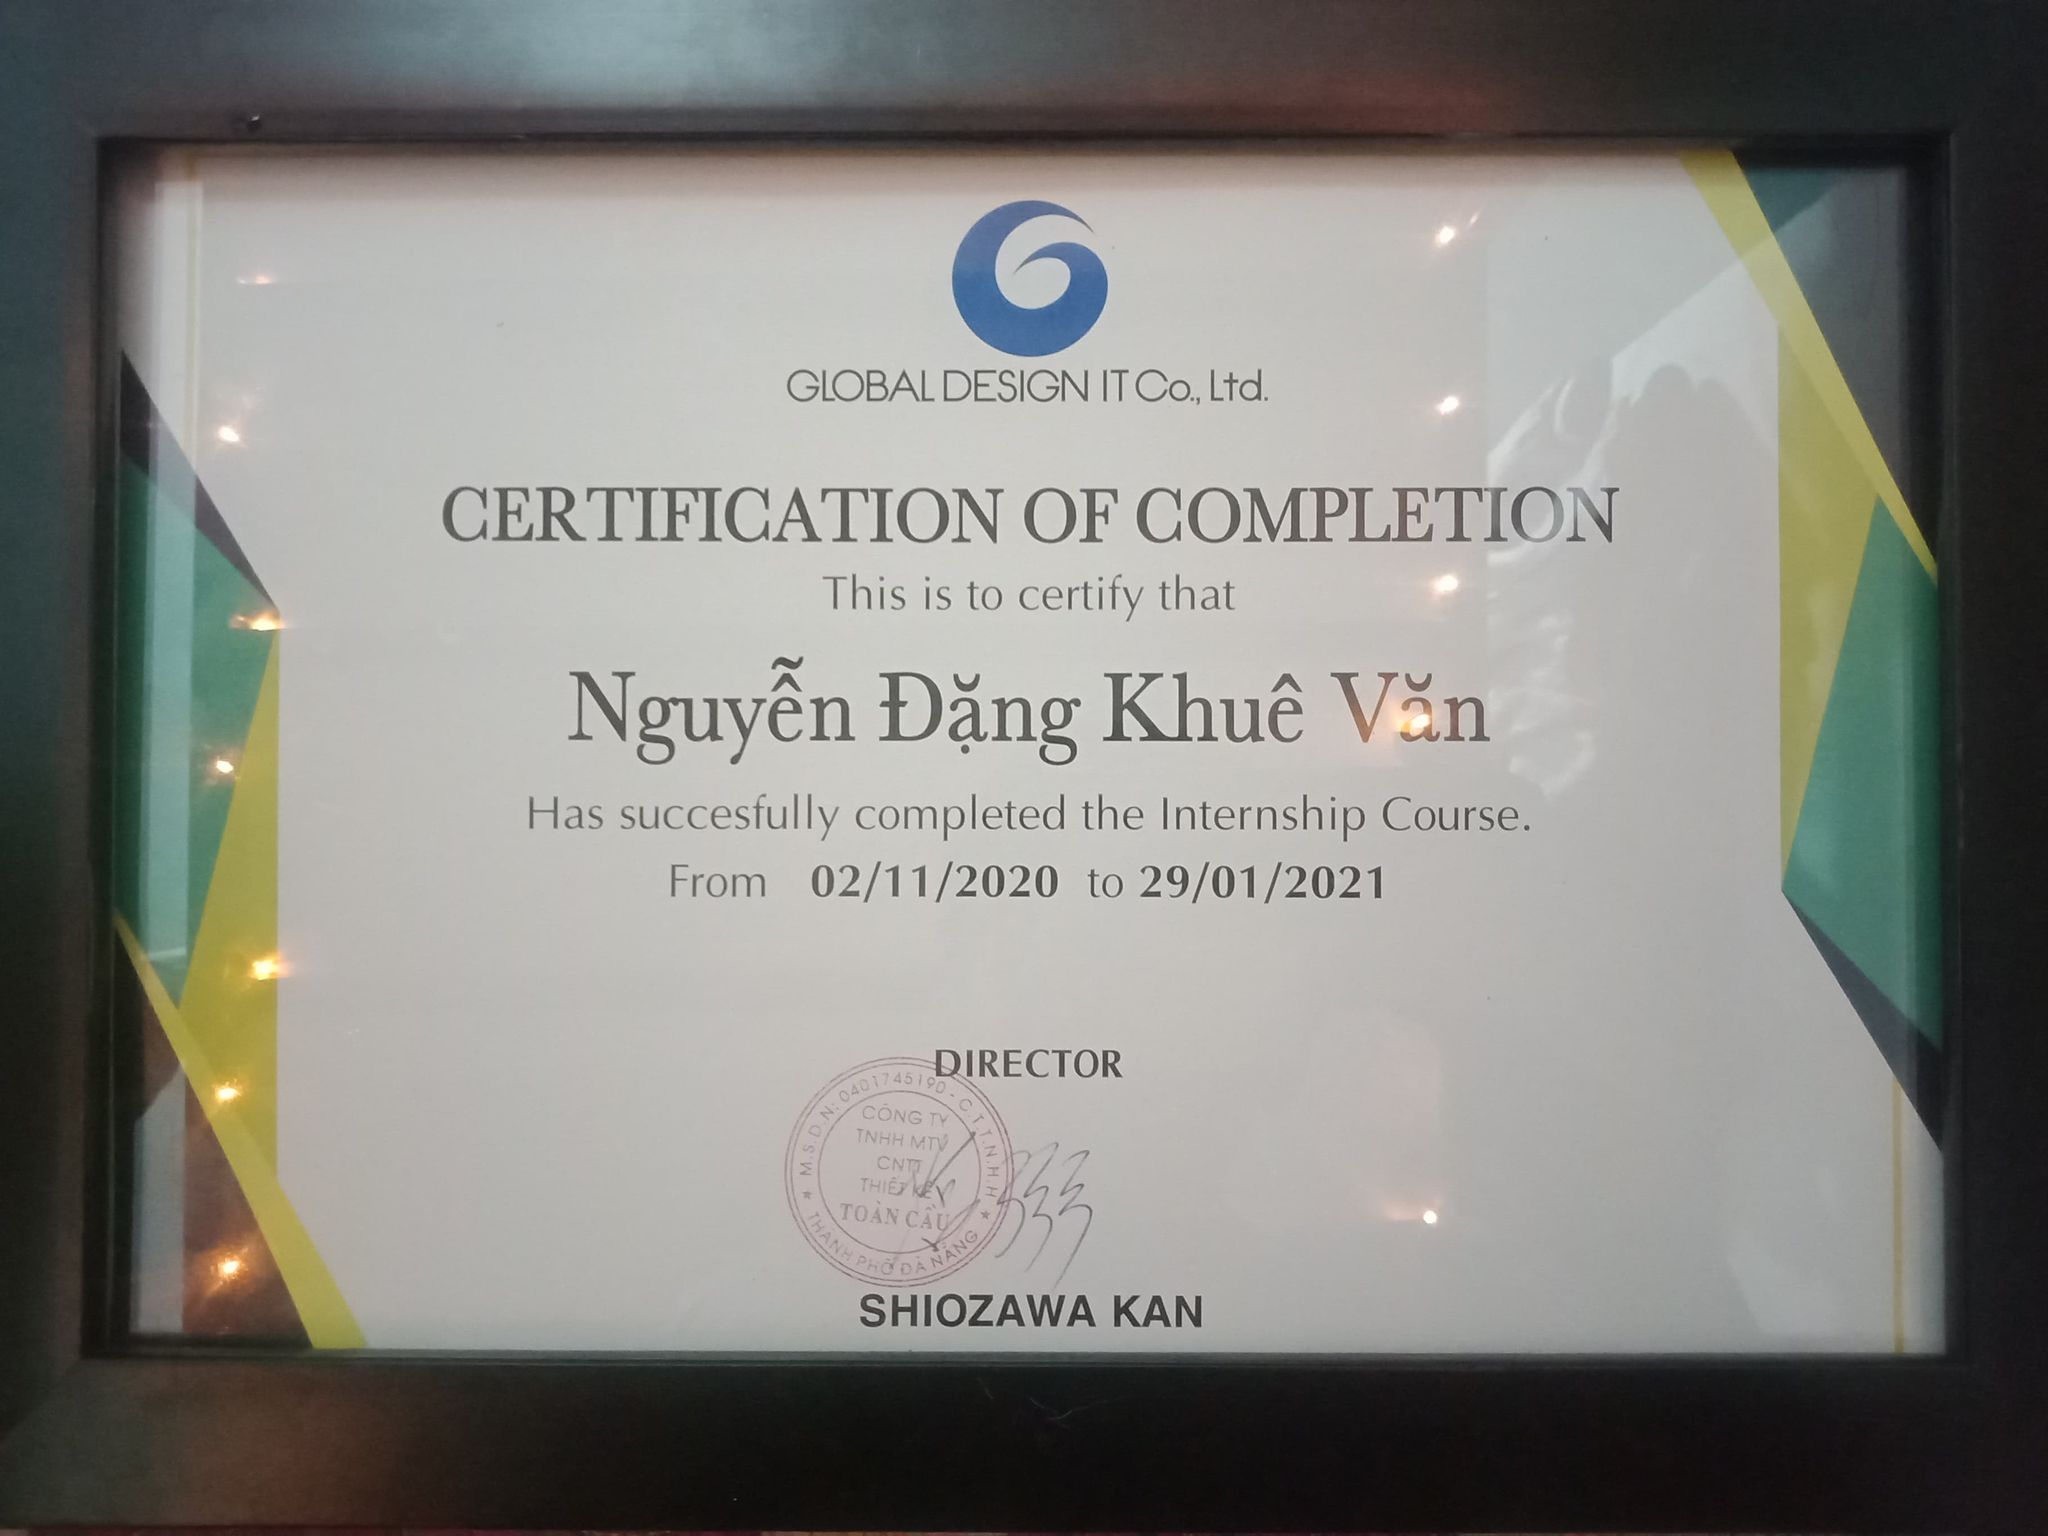 GLOBAL DESIGN IT Co., Ltd.
CERTIFICATION OF COMPLETION
This is to certify that
Nguyễn Đặng Khuê Văn
Has succesfully completed the Internship Course.
From 02/11/2020 to 29/01/2021
DIRECTOR
M.S.D.N: 0401745190 - C.T.T.N.H.H
CÔNG TY
TNHH MTV
CNTT
THIẾT KẾ
TOÀN CẦU
THÀNH PHỐ ĐÀ NẴNG
SHIOZAWA KAN